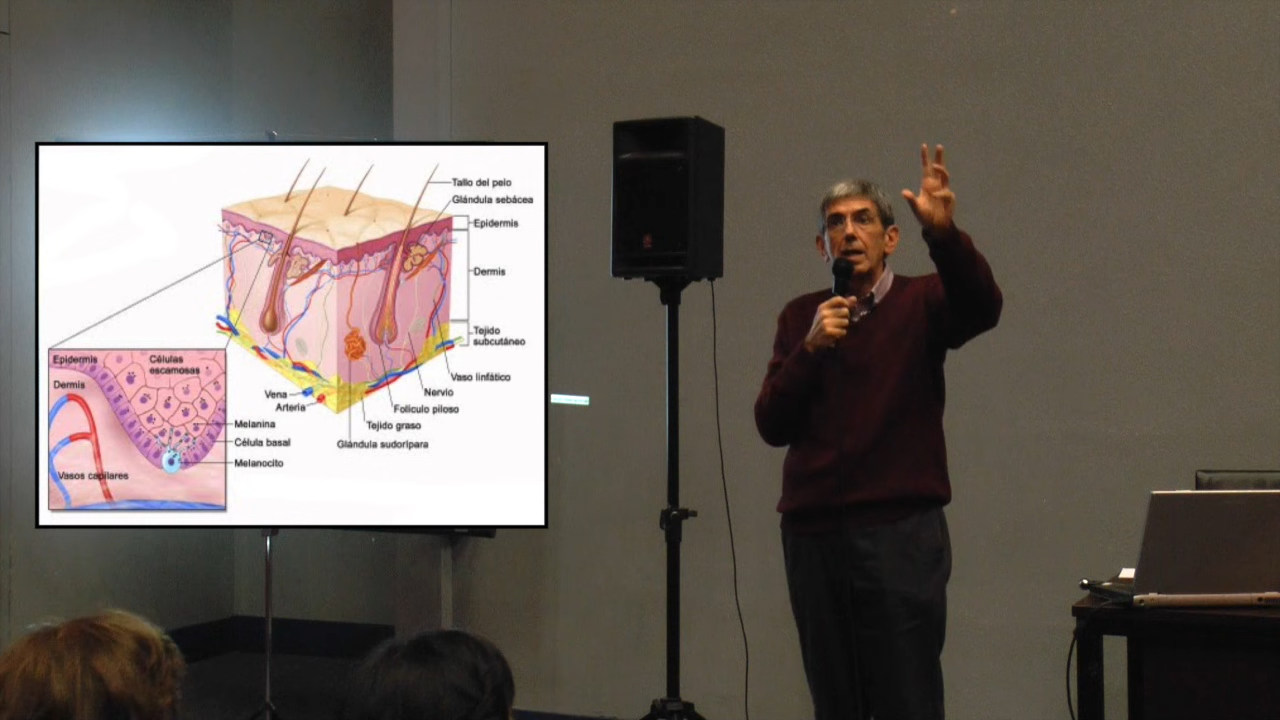 Tallo del pelo
Glándula sebácea
Epidermis
Dermis
Tejido
subcutáneo
Vaso linfático
Nervio
Folículo piloso
Tejido graso
Glándula sudorípara
Vena
Arteria
Epidermis
Células
escamosas
Dermis
Melanina
Célula basal
Melanocito
Vasos capilares